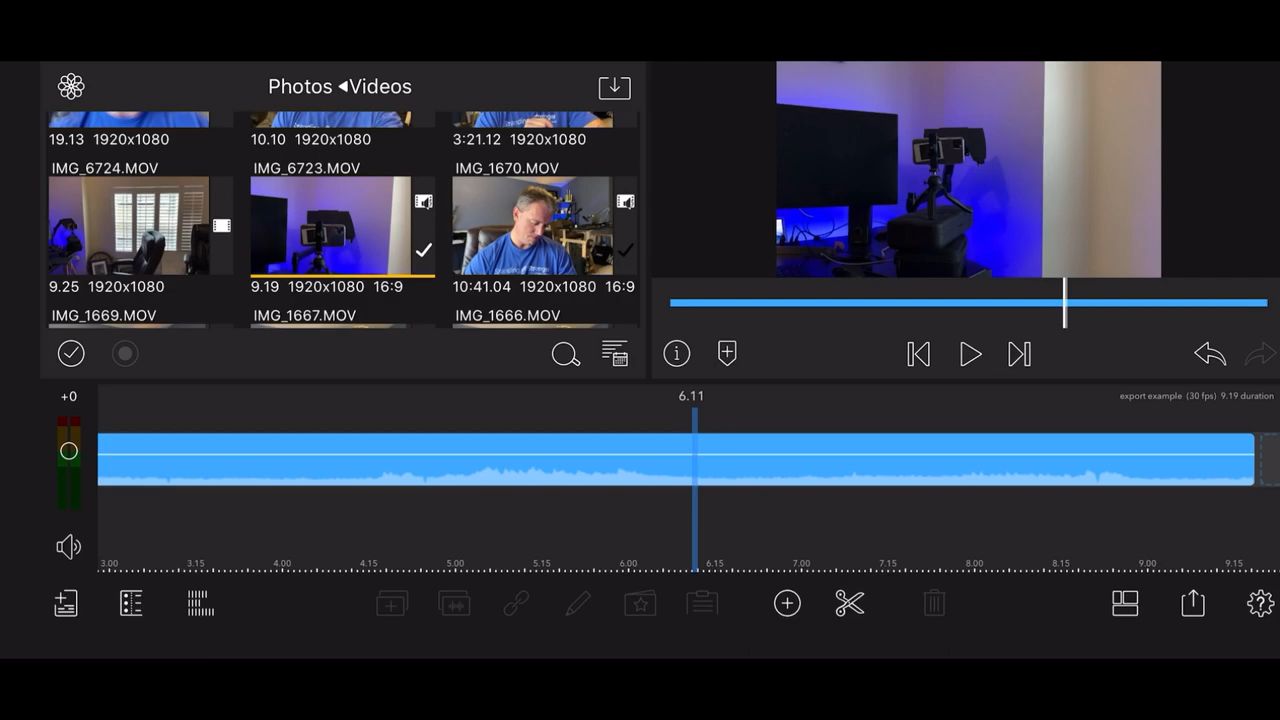 Photos ◂Videos
19.13 1920x1080
10.10 1920x1080
3:21.12 1920x1080
IMG_6724.MOV
IMG_6723.MOV
IMG_1670.MOV
9.25 1920x1080
9.19 1920x1080 16:9
10:41.04 1920x1080 16:9
IMG_1669.MOV
IMG_1667.MOV
IMG_1666.MOV
+0
6.11
export example (30 fps) 9.19 duration
3.00 3.15 4.00 4.15 5.00 5.15 6.00 6.15 7.00 7.15 8.00 8.15 9.00 9.15